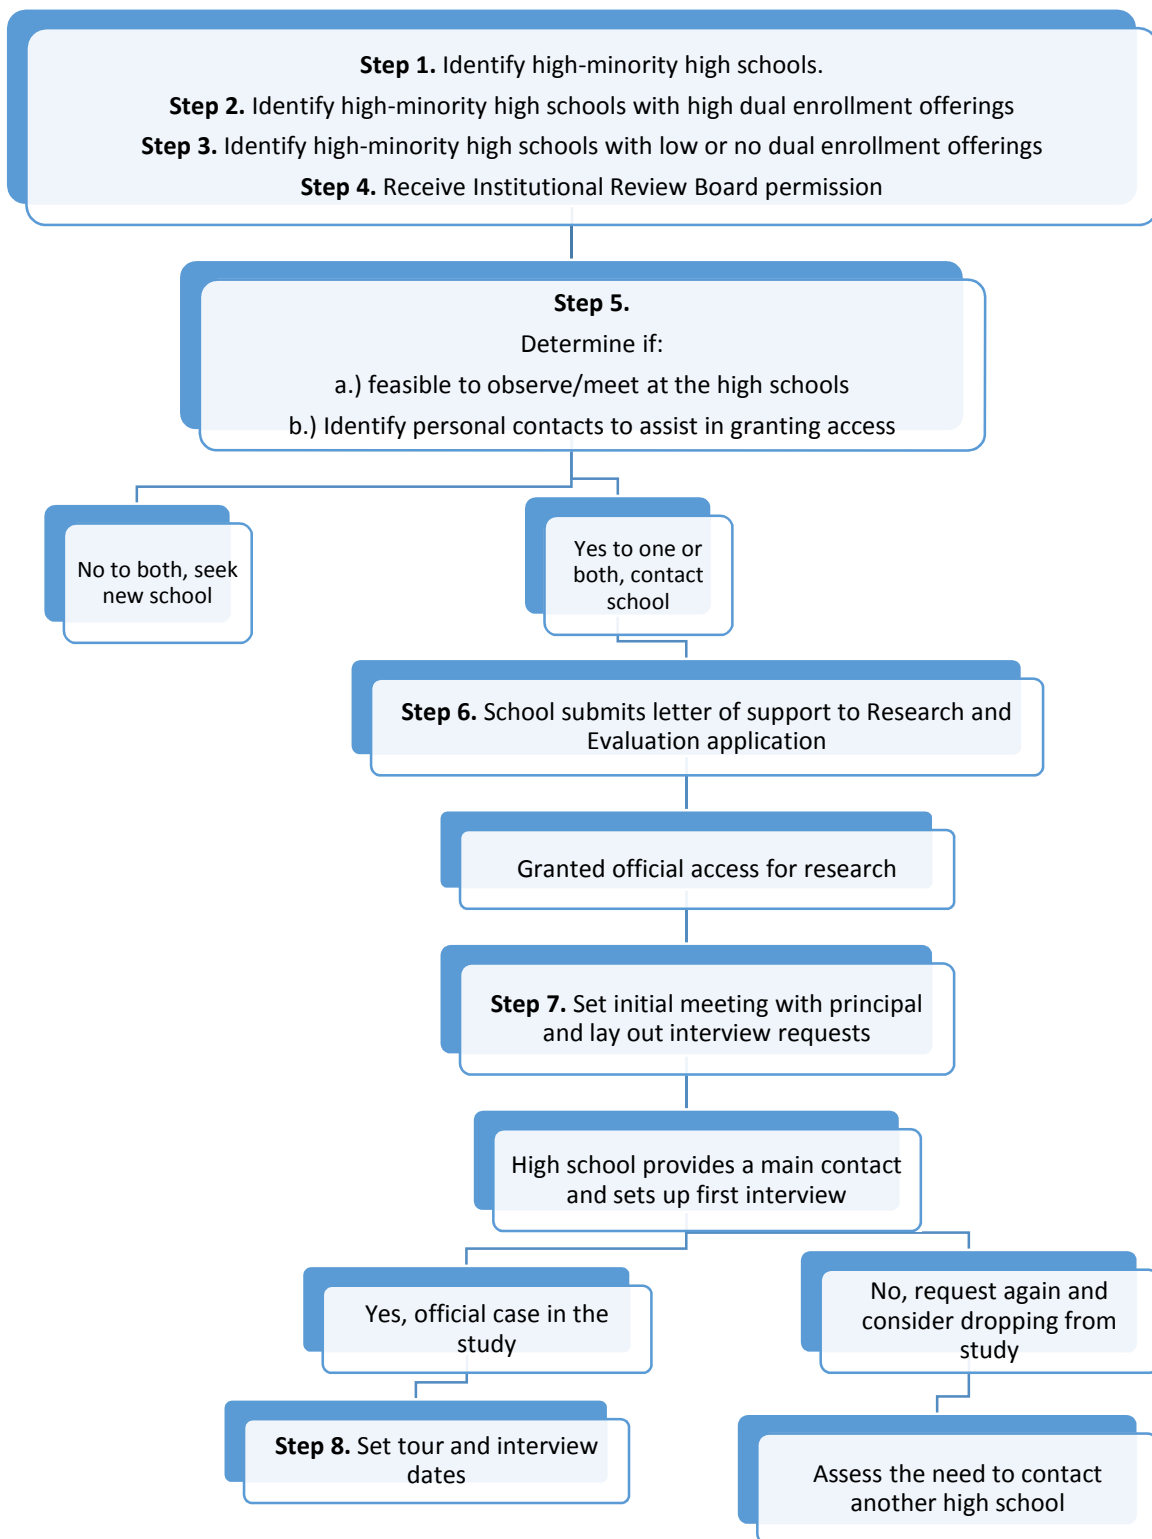 Step 1. Identify high-minority high schools.
Step 2. Identify high-minority high schools with high dual enrollment offerings
Step 3. Identify high-minority high schools with low or no dual enrollment offerings
Step 4. Receive Institutional Review Board permission
Step 5.
Determine if:
a.) feasible to observe/meet at the high schools
b.) Identify personal contacts to assist in granting access
No to both, seek
new school
Yes to one or
both, contact
school
Step 6. School submits letter of support to Research and
Evaluation application
Granted official access for research
Step 7. Set initial meeting with principal
and lay out interview requests
High school provides a main contact
and sets up first interview
Yes, official case in the
study
No, request again and
consider dropping from
study
Step 8. Set tour and interview
dates
Assess the need to contact
another high school